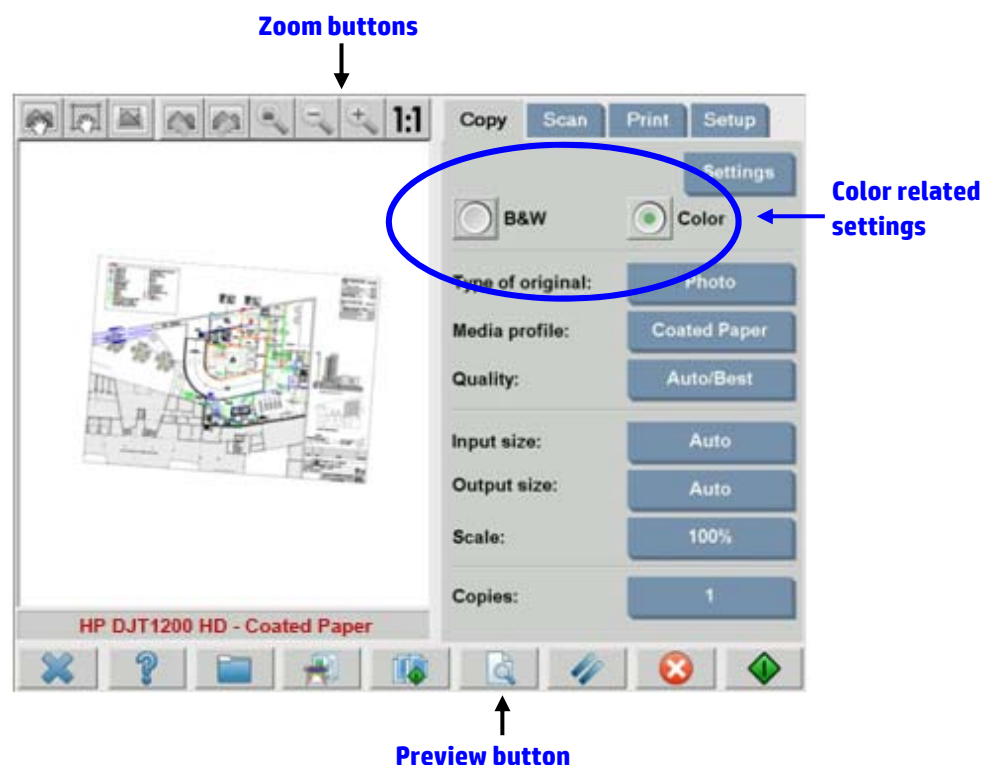 Zoom buttons
1:1
Copy Scan Print Setup
Settings
B&W Color
Color related
settings
Type of original: Photo
Media profile: Coated Paper
Quality: Auto/Best
Input size: Auto
Output size: Auto
Scale: 100%
Copies: 1
HP DJT1200 HD - Coated Paper
Preview button